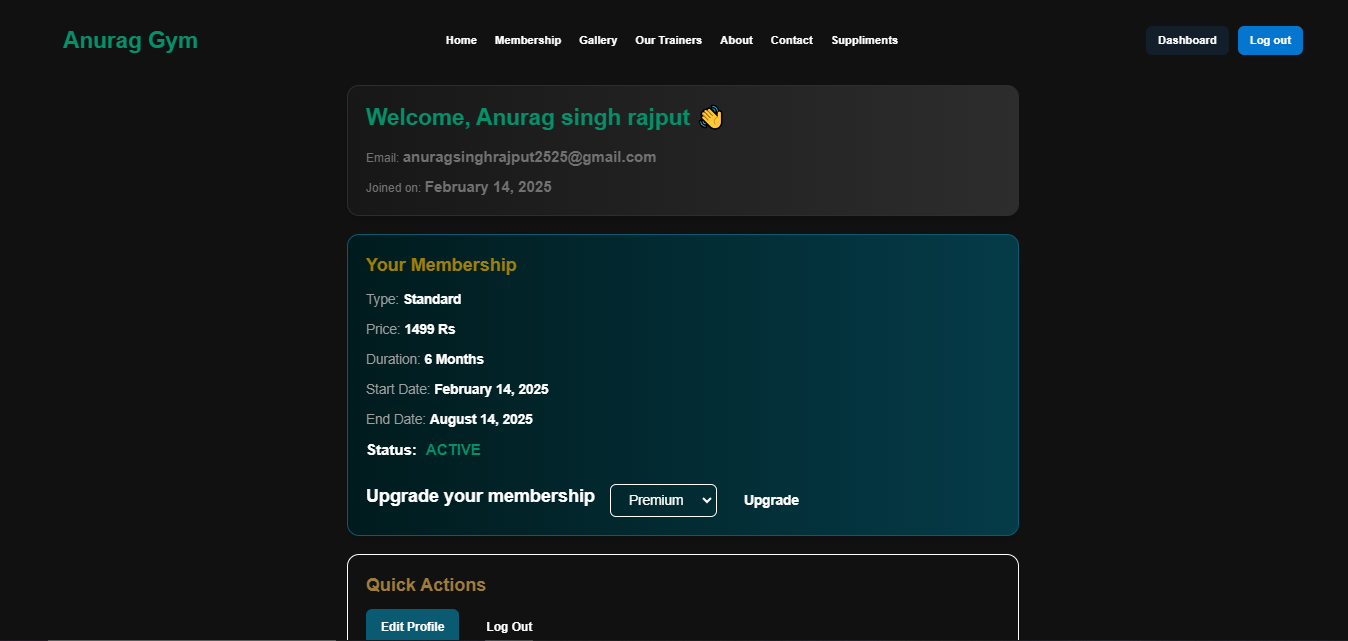 Anurag Gym
Home Membership Gallery Our Trainers About Contact Suppliments
Dashboard Log out
Welcome, Anurag singh rajput 👋
Email: anuragsinghrajput2525@gmail.com
Joined on: February 14, 2025
Your Membership
Type: Standard
Price: 1499 Rs
Duration: 6 Months
Start Date: February 14, 2025
End Date: August 14, 2025
Status: ACTIVE
Upgrade your membership Premium Upgrade
Quick Actions
Edit Profile Log Out